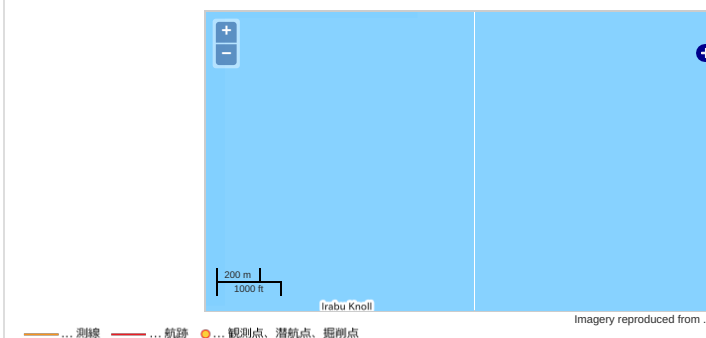 +
−
200 m
1000 ft
Irabu Knoll
Imagery reproduced from .
... 測線 ... 航跡 ... 観測点、潜航点、掘削点